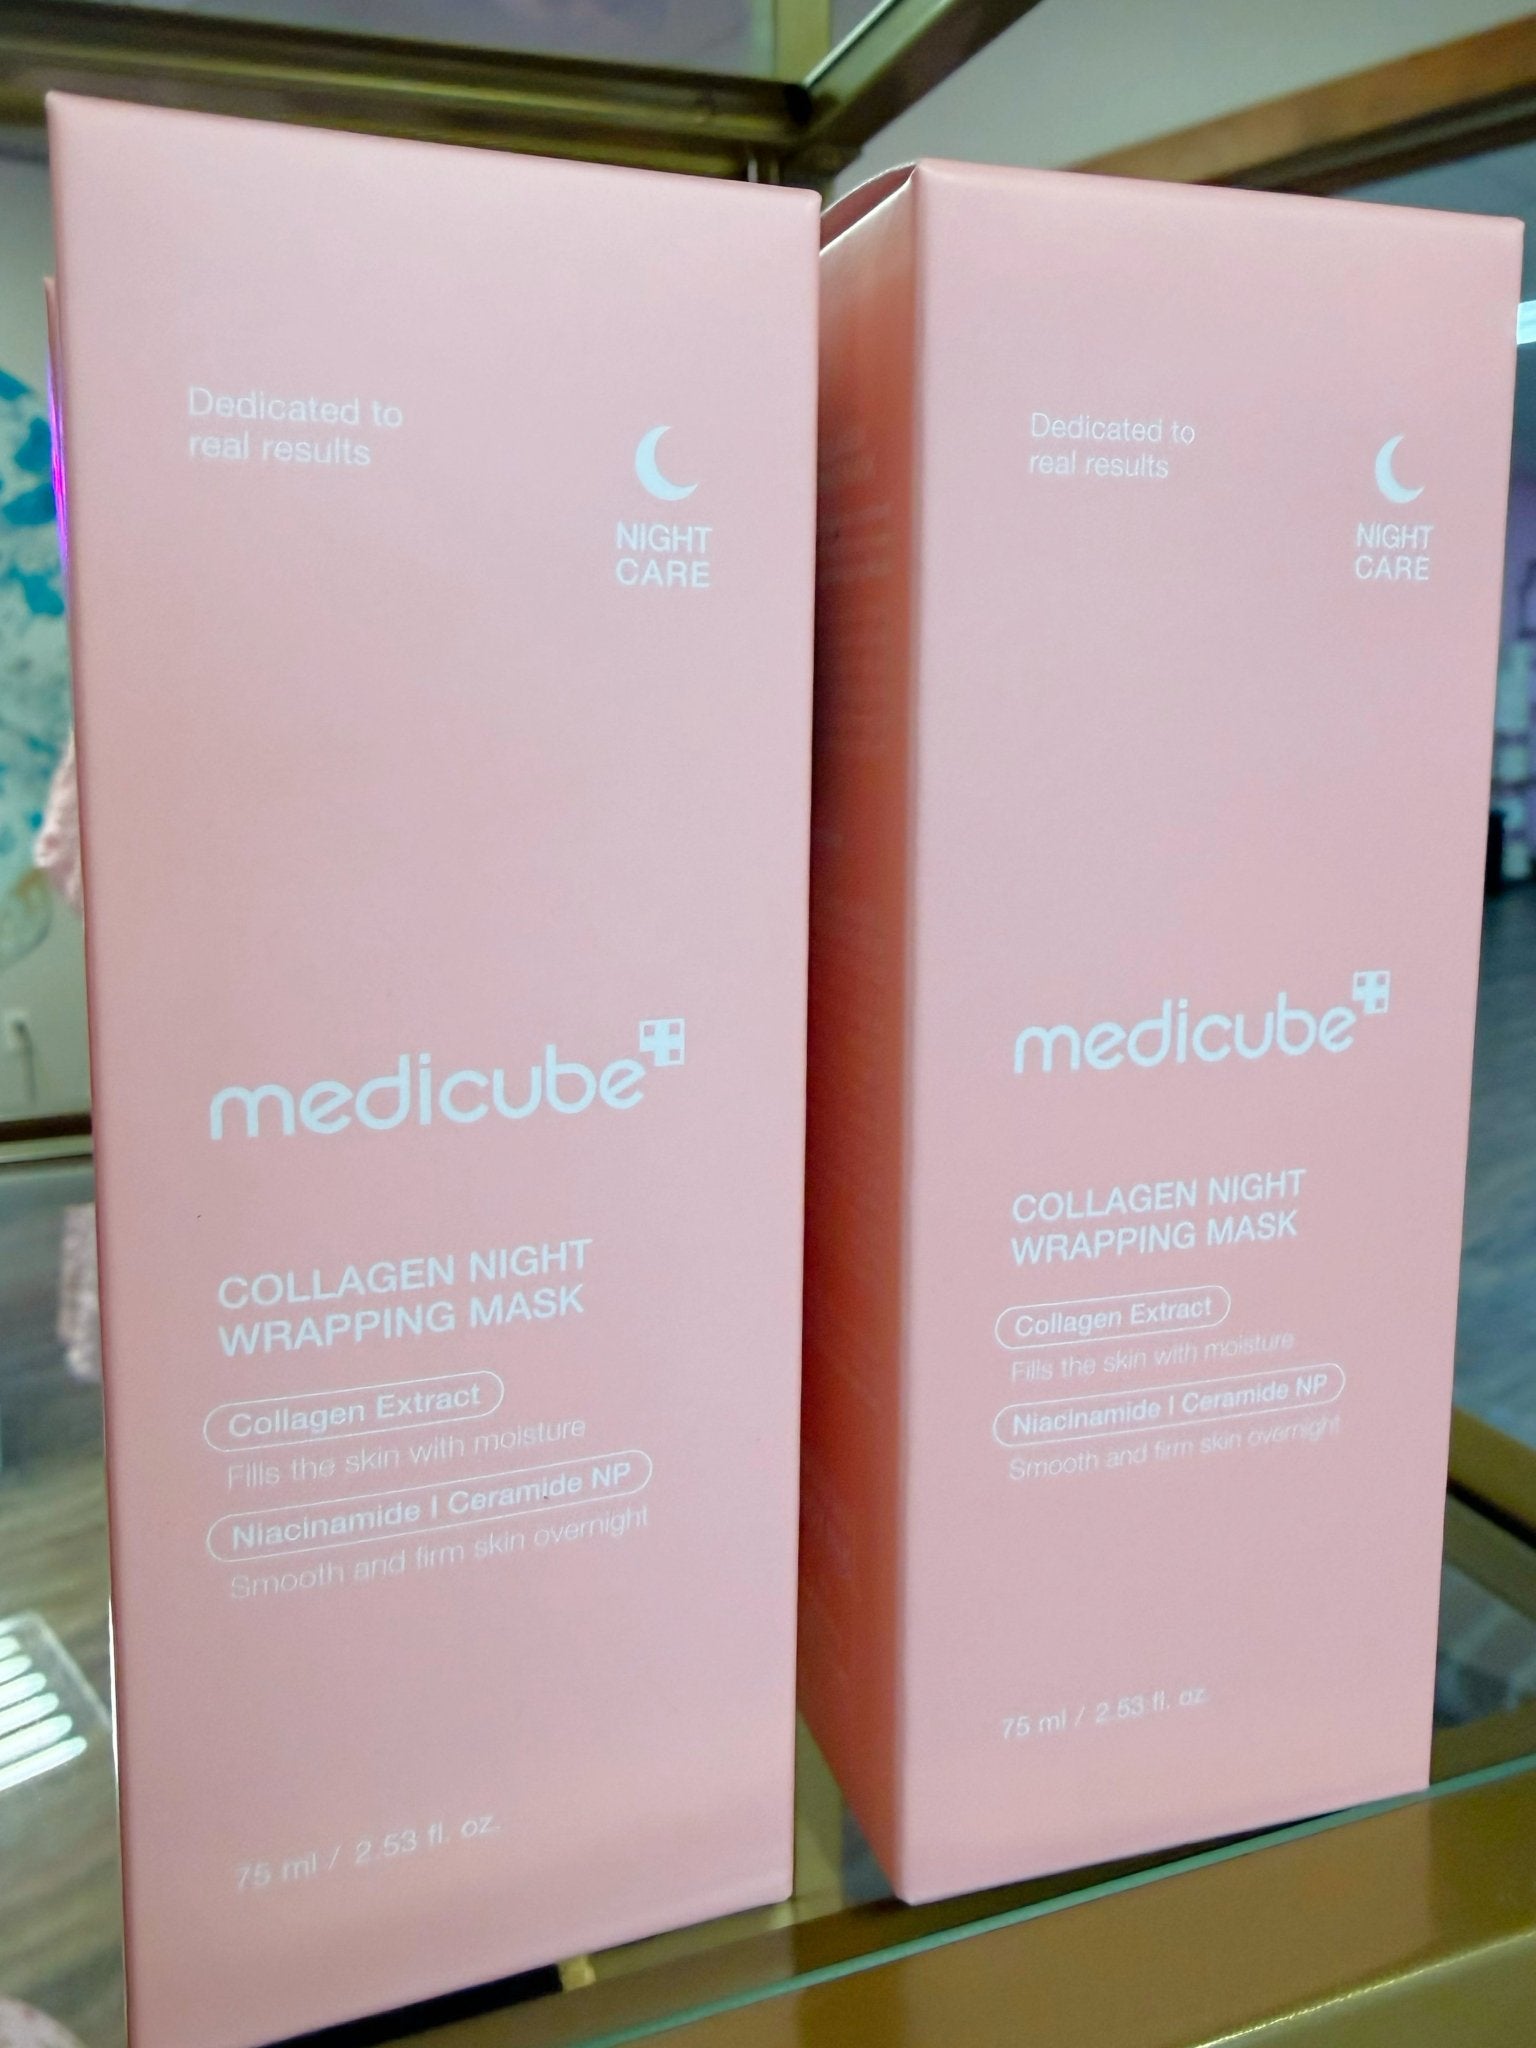 Dedicated to
real results
NIGHT
CARE
medicube
COLLAGEN NIGHT
WRAPPING MASK
Collagen Extract
Fills the skin with moisture
Niacinamide | Ceramide NP
Smooth and firm skin overnight
75 ml / 2.53 fl. oz.
Dedicated to
real results
NIGHT
CARE
medicube
COLLAGEN NIGHT
WRAPPING MASK
Collagen Extract
Fills the skin with moisture
Niacinamide | Ceramide NP
Smooth and firm skin overnight
75 ml / 2.53 fl. oz